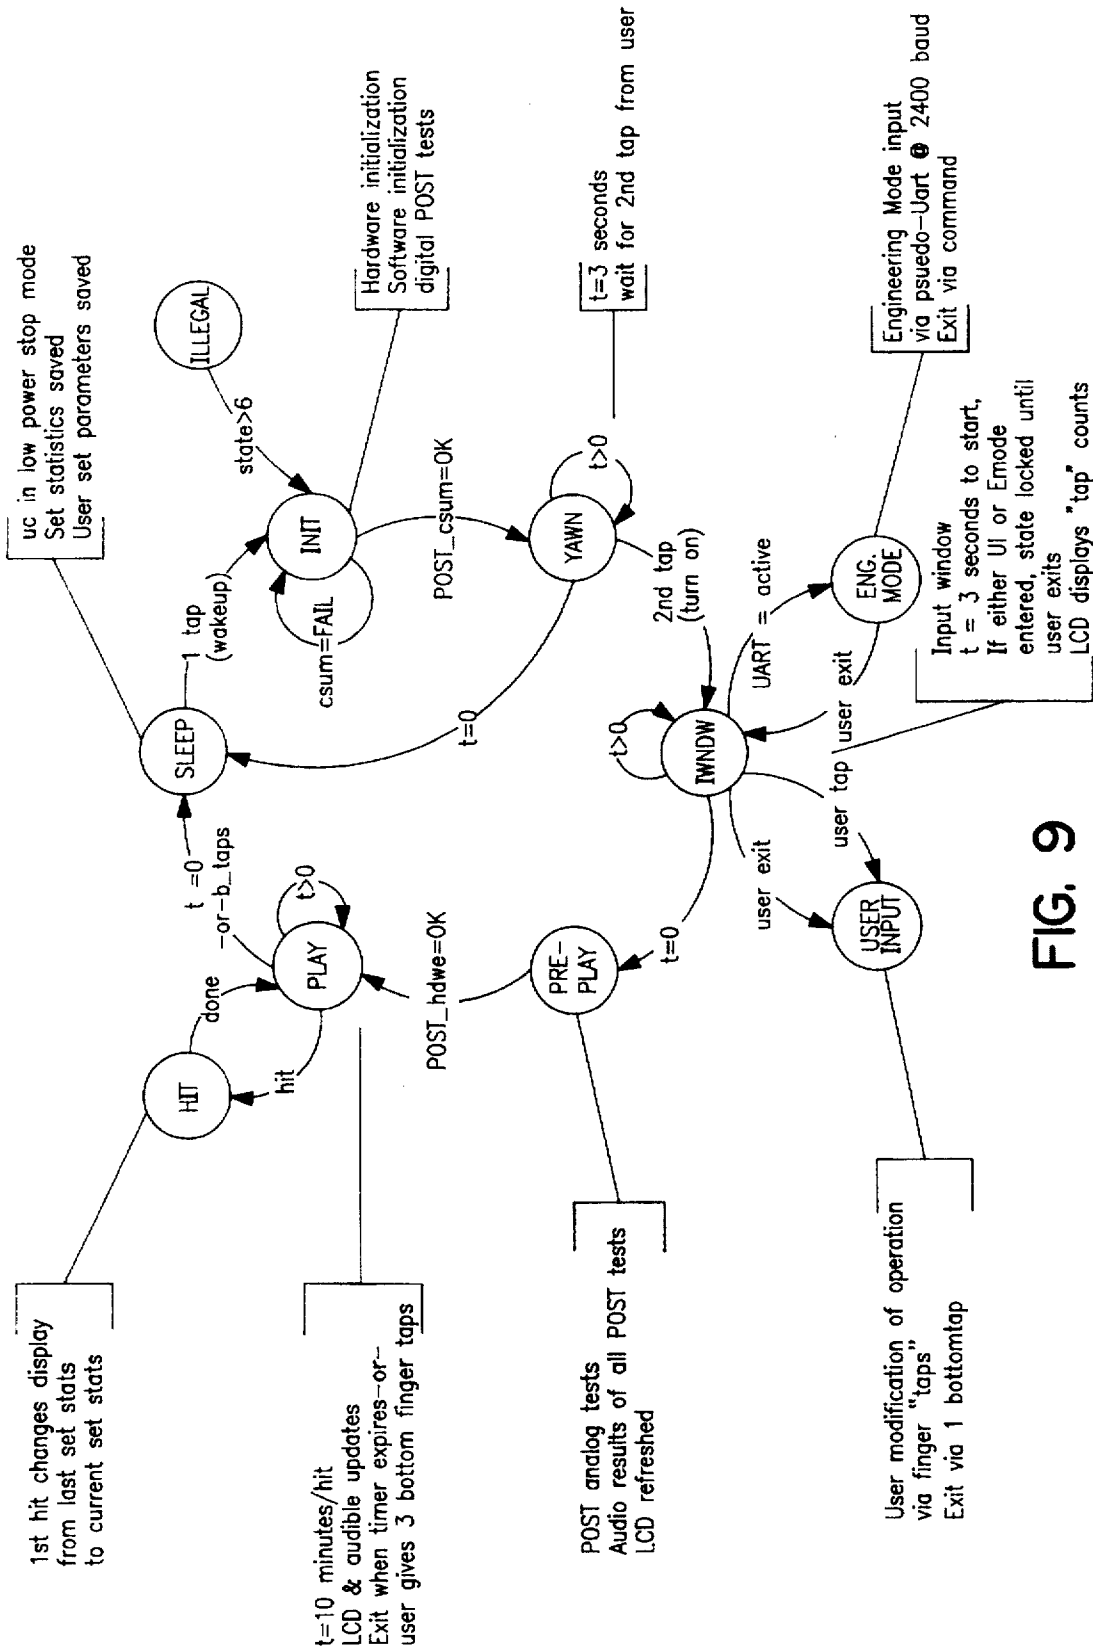 1st hit changes display
from last set stats
to current set stats
HIT
done
hit
t=10 minutes/hit
LCD & audible updates
Exit when timer expires-or-
user gives 3 bottom finger taps
PLAY
t>0
t =0
-or-b_taps
SLEEP
uc in low power stop mode
Set statistics saved
User set parameters saved
1 tap
(wakeup)
ILLEGAL
state>6
INIT
csum=FAIL
Hardware initialization
Software initialization
digital POST tests
POST_csum=OK
YAWN
t>0
t=3 seconds
wait for 2nd tap from user
t=0
2nd tap
(turn on)
POST_hdwe=OK
PRE-
PLAY
POST analog tests
Audio results of all POST tests
LCD refreshed
t=0
IWNDW
t>0
UART = active
ENG.
MODE
Engineering Mode input
via psuedo-Uart @ 2400 baud
Exit via command
user exit
user tap
user exit
USER
INPUT
User modification of operation
via finger "taps"
Exit via 1 bottomtap
Input window
t = 3 seconds to start,
If either UI or Emode
entered, state locked until
user exits
LCD displays "tap" counts
FIG. 9